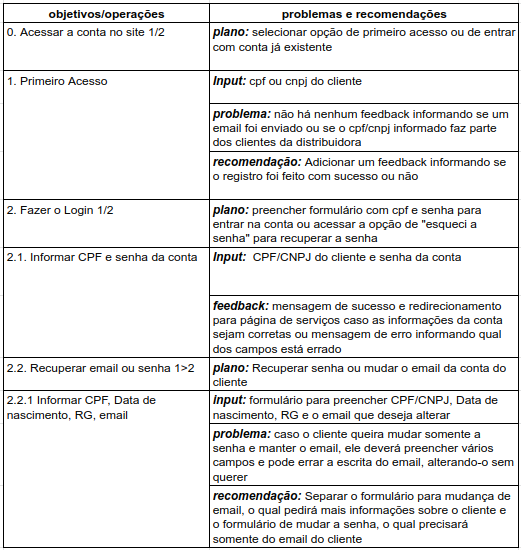 objetivos/operações
problemas e recomendações
0. Acessar a conta no site 1/2
plano: selecionar opção de primeiro acesso ou de entrar
com conta já existente
1. Primeiro Acesso
Input: cpf ou cnpj do cliente
problema: não há nenhum feedback informando se um
email foi enviado ou se o cpf/cnpj informado faz parte
dos clientes da distribuidora
recomendação: Adicionar um feedback informando se
o registro foi feito com sucesso ou não
2. Fazer o Login 1/2
plano: preencher formulário com cpf e senha para
entrar na conta ou acessar a opção de "esqueci a
senha" para recuperar a senha
2.1. Informar CPF e senha da conta
Input: CPF/CNPJ do cliente e senha da conta
feedback: mensagem de sucesso e redirecionamento
para página de serviços caso as informações da conta
sejam corretas ou mensagem de erro informando qual
dos campos está errado
2.2. Recuperar email ou senha 1>2
plano: Recuperar senha ou mudar o email da conta do
cliente
2.2.1 Informar CPF, Data de
nascimento, RG, email
input: formulário para preencher CPF/CNPJ, Data de
nascimento, RG e o email que deseja alterar
problema: caso o cliente queira mudar somente a
senha e manter o email, ele deverá preencher vários
campos e pode errar a escrita do email, alterando-o sem
querer
recomendação: Separar o formulário para mudança de
email, o qual pedirá mais informações sobre o cliente e
o formulário de mudar a senha, o qual precisará
somente do email do cliente